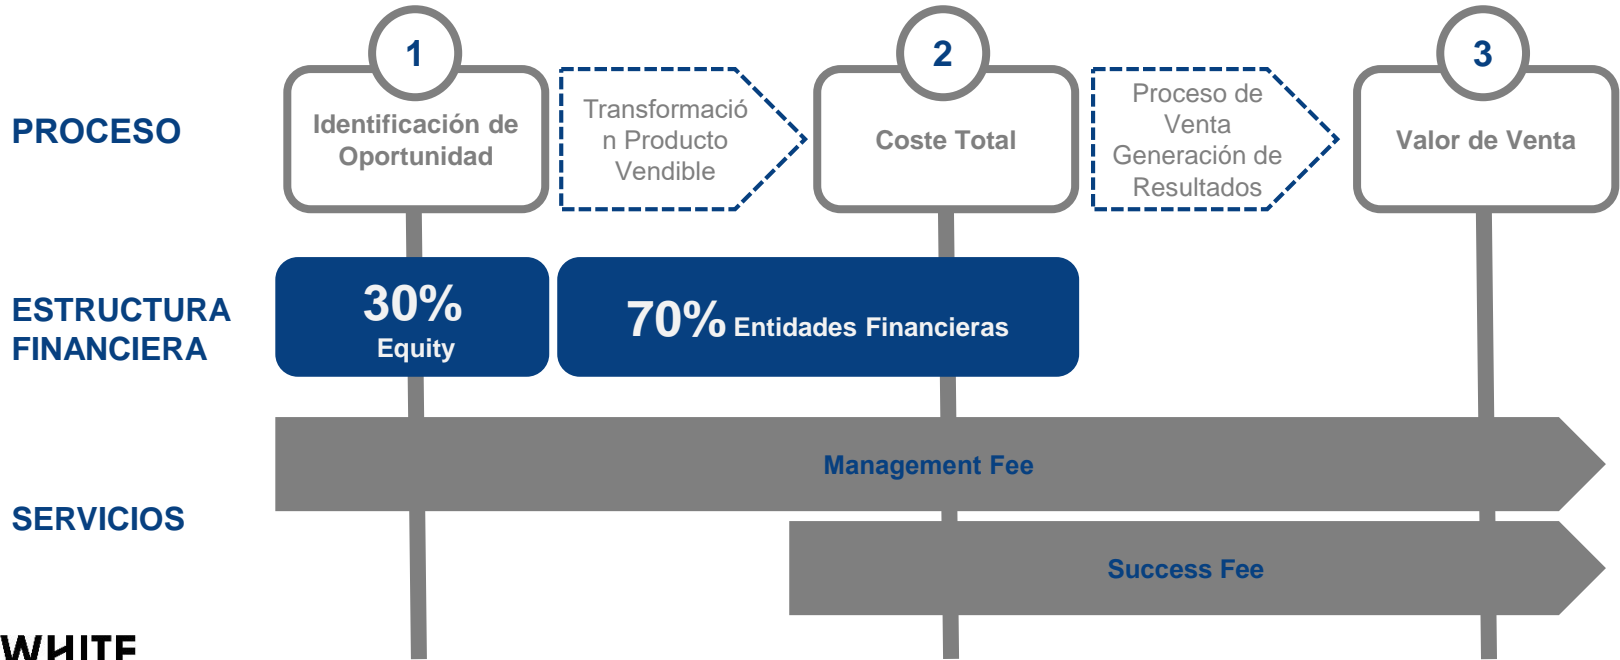 1
2
3
PROCESO
Identificación de
Oportunidad
Transformació
n Producto
Vendible
Coste Total
Proceso de
Venta
Generación de
Resultados
Valor de Venta
ESTRUCTURA
FINANCIERA
30%
Equity
70% Entidades Financieras
SERVICIOS
Management Fee
Success Fee
WHITE